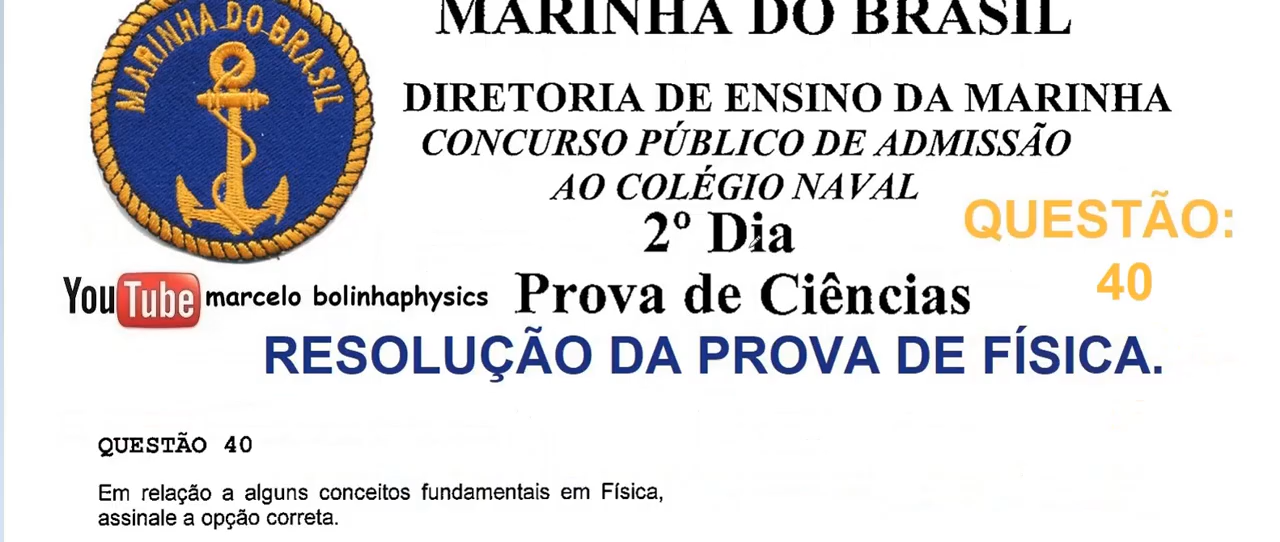 MARINHA DO BRASIL
MARINHA DO BRASIL
DIRETORIA DE ENSINO DA MARINHA
CONCURSO PÚBLICO DE ADMISSÃO
AO COLÉGIO NAVAL
2º Dia
QUESTÃO:
40
YouTube marcelo bolinhaphysics
Prova de Ciências
RESOLUÇÃO DA PROVA DE FÍSICA.
QUESTÃO 40
Em relação a alguns conceitos fundamentais em Física,
assinale a opção correta.